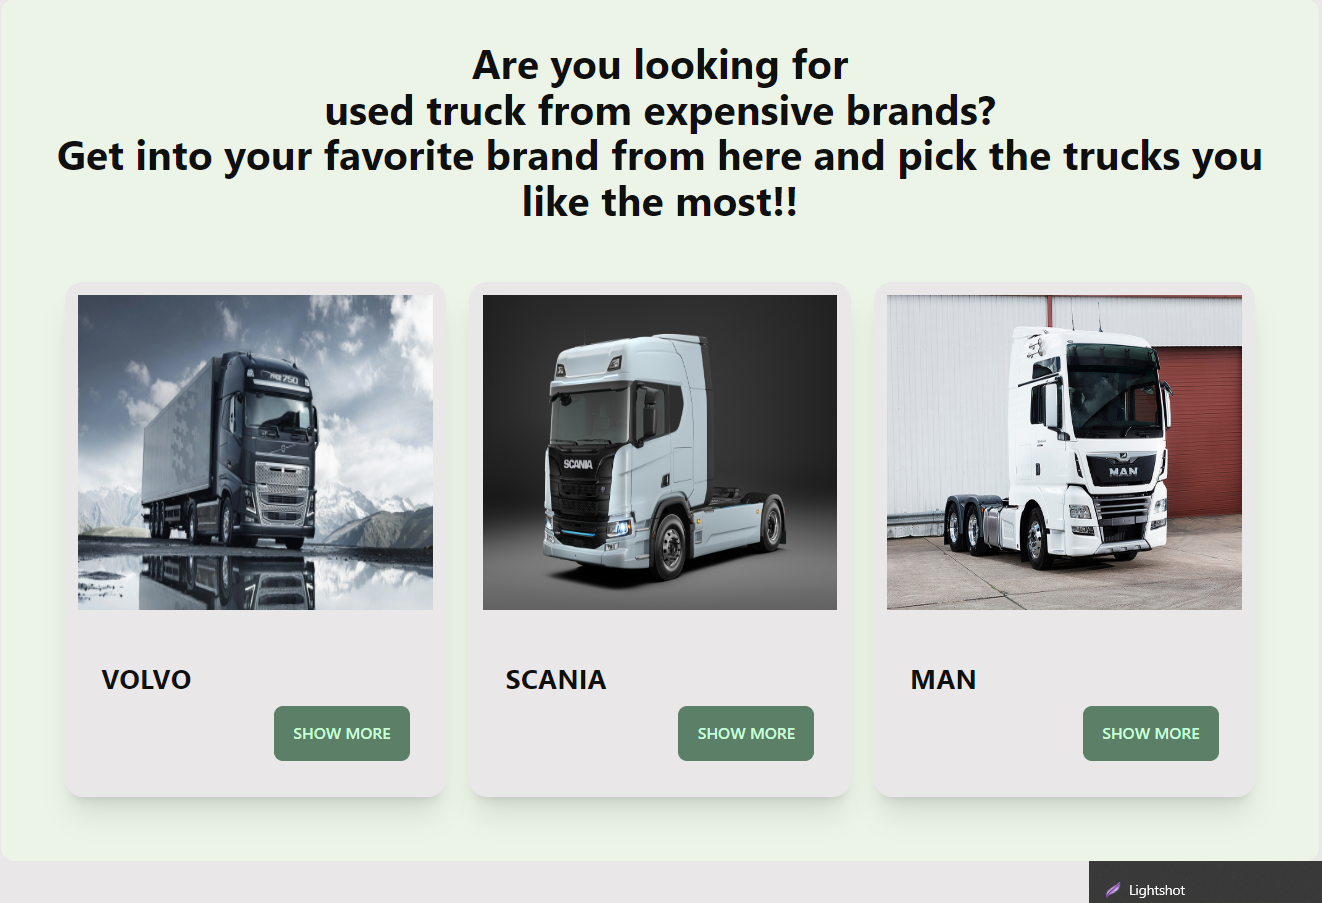 Are you looking for
used truck from expensive brands?
Get into your favorite brand from here and pick the trucks you
like the most!!
750
SCANIA
MAN
VOLVO
SCANIA
MAN
SHOW MORE
SHOW MORE
SHOW MORE
Lightshot